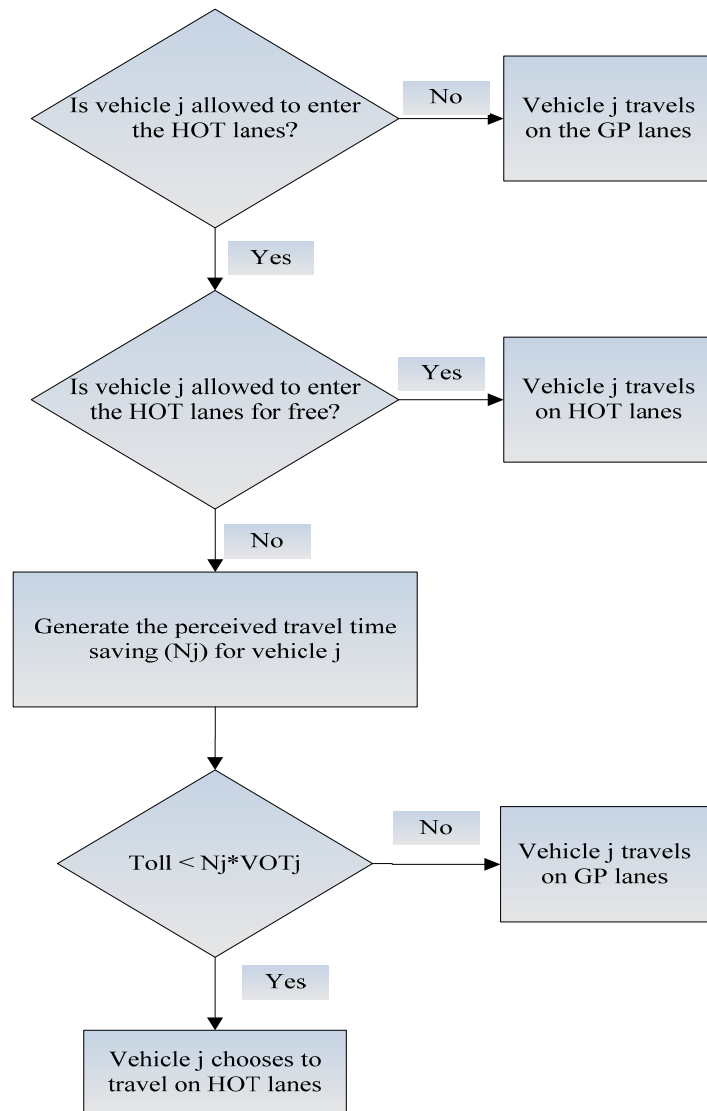 Is vehicle j allowed to enter
the HOT lanes?
No
Vehicle j travels
on the GP lanes
Yes
Is vehicle j allowed to enter
the HOT lanes for free?
Yes
Vehicle j travels
on HOT lanes
No
Generate the perceived travel time
saving (Nj) for vehicle j
Toll < Nj*VOTj
No
Vehicle j travels
on GP lanes
Yes
Vehicle j chooses to
travel on HOT lanes